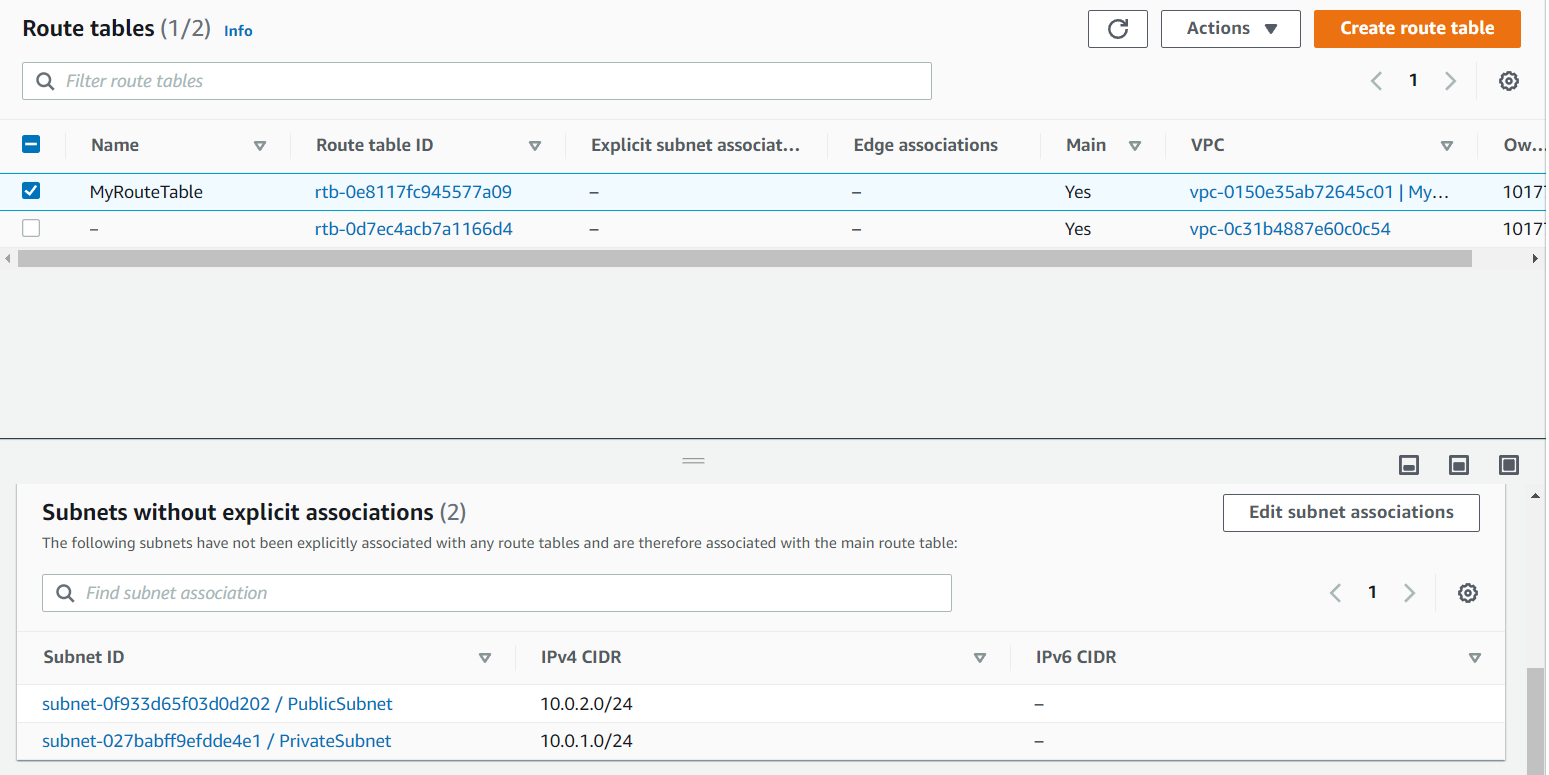 Route tables (1/2) Info
Actions
Create route table
Filter route tables
1
Name Route table ID Explicit subnet associat... Edge associations Main VPC Ow...
MyRouteTable rtb-0e8117fc945577a09 – – Yes vpc-0150e35ab72645c01 | My... 1017
– rtb-0d7ec4acb7a1166d4 – – Yes vpc-0c31b4887e60c0c54 1017
Subnets without explicit associations (2)
Edit subnet associations
The following subnets have not been explicitly associated with any route tables and are therefore associated with the main route table:
Find subnet association
1
Subnet ID IPv4 CIDR IPv6 CIDR
subnet-0f933d65f03d0d202 / PublicSubnet 10.0.2.0/24 –
subnet-027babff9efdde4e1 / PrivateSubnet 10.0.1.0/24 –